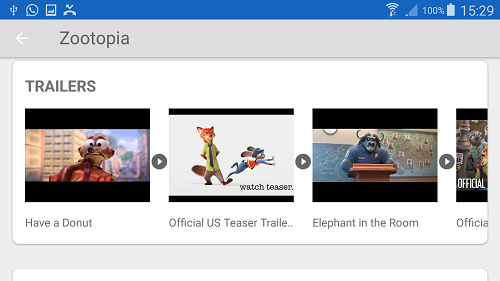 100% 15:29
Zootopia
TRAILERS
watch teaser.
OFFICIAL
Have a Donut
Official US Teaser Traile..
Elephant in the Room
Officia